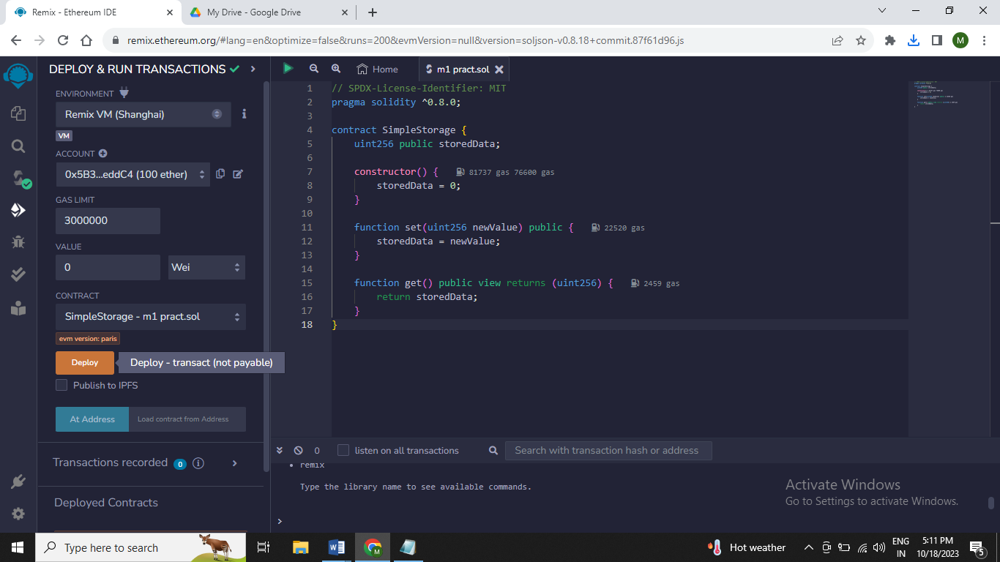 Remix - Ethereum IDE
My Drive - Google Drive
remix.ethereum.org/#lang=en&optimize=false&runs=200&evmVersion=null&version=soljson-v0.8.18+commit.87f61d96.js
M
DEPLOY & RUN TRANSACTIONS
ENVIRONMENT
Remix VM (Shanghai)
VM
ACCOUNT
0x5B3...eddC4 (100 ether)
GAS LIMIT
3000000
VALUE
0
Wei
CONTRACT
SimpleStorage - m1 pract.sol
evm version: paris
Deploy
Deploy - transact (not payable)
Publish to IPFS
At Address
Load contract from Address
Transactions recorded 0 i
Deployed Contracts
Home
m1 pract.sol
1 // SPDX-License-Identifier: MIT
2 pragma solidity ^0.8.0;
3
4 contract SimpleStorage {
5 uint256 public storedData;
6
7 constructor() { 81737 gas 76600 gas
8 storedData = 0;
9 }
10
11 function set(uint256 newValue) public { 22520 gas
12 storedData = newValue;
13 }
14
15 function get() public view returns (uint256) { 2459 gas
16 return storedData;
17 }
18 }
0
listen on all transactions
Search with transaction hash or address
• remix
Type the library name to see available commands.
>
Activate Windows
Go to Settings to activate Windows.
Type here to search
Hot weather
ENG
IN
5:11 PM
10/18/2023
5